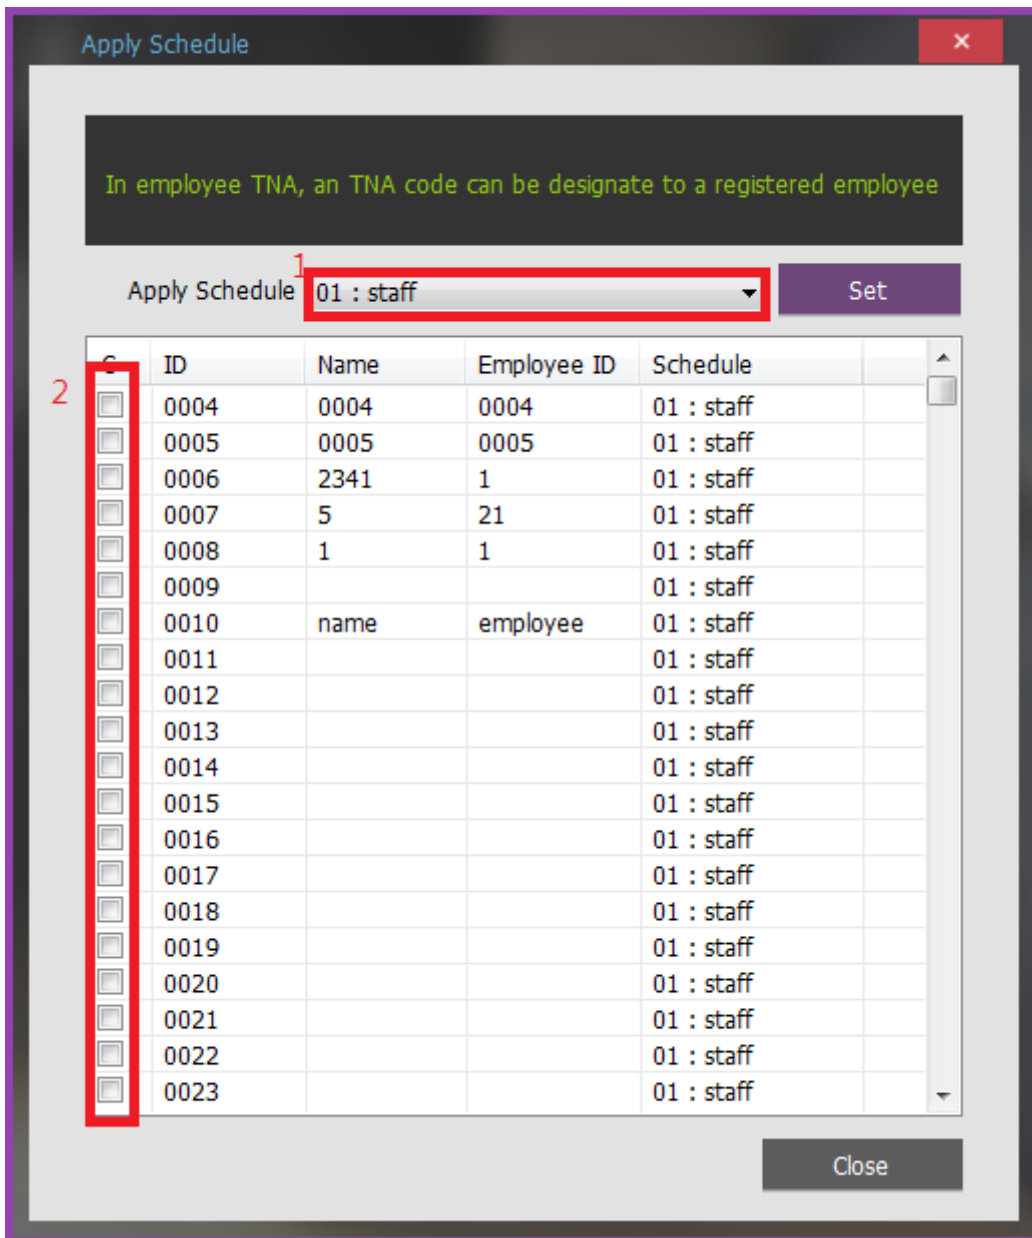 Apply Schedule
In employee TNA, an TNA code can be designate to a registered employee
1
Apply Schedule 01 : staff Set
2
ID Name Employee ID Schedule
0004 0004 0004 01 : staff
0005 0005 0005 01 : staff
0006 2341 1 01 : staff
0007 5 21 01 : staff
0008 1 1 01 : staff
0009 01 : staff
0010 name employee 01 : staff
0011 01 : staff
0012 01 : staff
0013 01 : staff
0014 01 : staff
0015 01 : staff
0016 01 : staff
0017 01 : staff
0018 01 : staff
0019 01 : staff
0020 01 : staff
0021 01 : staff
0022 01 : staff
0023 01 : staff
Close